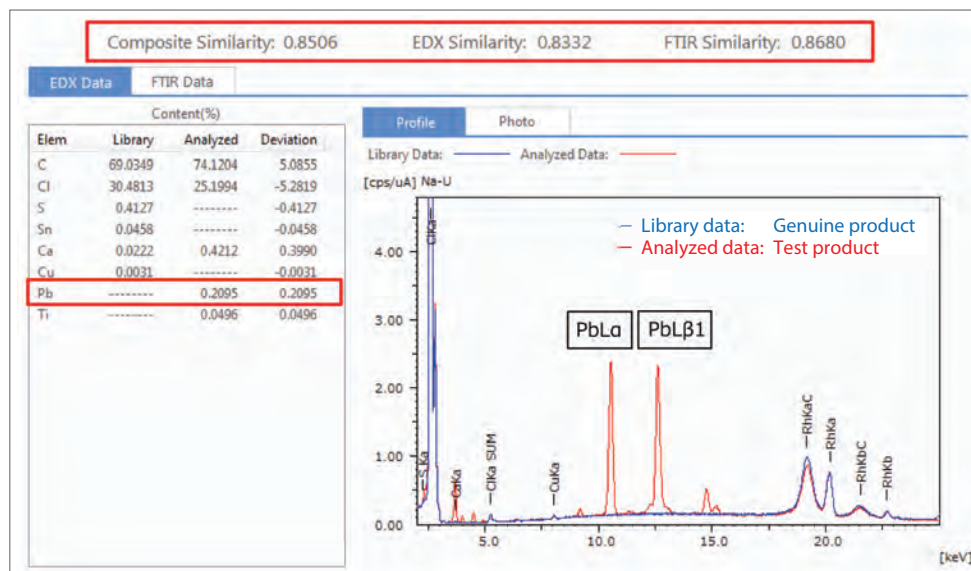 Composite Similarity: 0.8506 EDX Similarity: 0.8332 FTIR Similarity: 0.8680
EDX Data FTIR Data
Content(%)
Elem Library Analyzed Deviation
C 69.0349 74.1204 5.0855
Cl 30.4813 25.1994 -5.2819
S 0.4127 -------- -0.4127
Sn 0.0458 -------- -0.0458
Ca 0.0222 0.4212 0.3990
Cu 0.0031 -------- -0.0031
Pb -------- 0.2095 0.2095
Ti -------- 0.0496 0.0496
Profile Photo
Library Data: Analyzed Data:
[cps/uA] Na-U
Library data: Genuine product
Analyzed data: Test product
4.00
3.00
2.00
1.00
0.00
ClKa
S Ka
CaKa
ClKa SUM
CuKa
PbLα
PbLβ1
RhKaC
RhKa
RhKbC
RhKb
5.0 10.0 15.0 20.0
[keV]